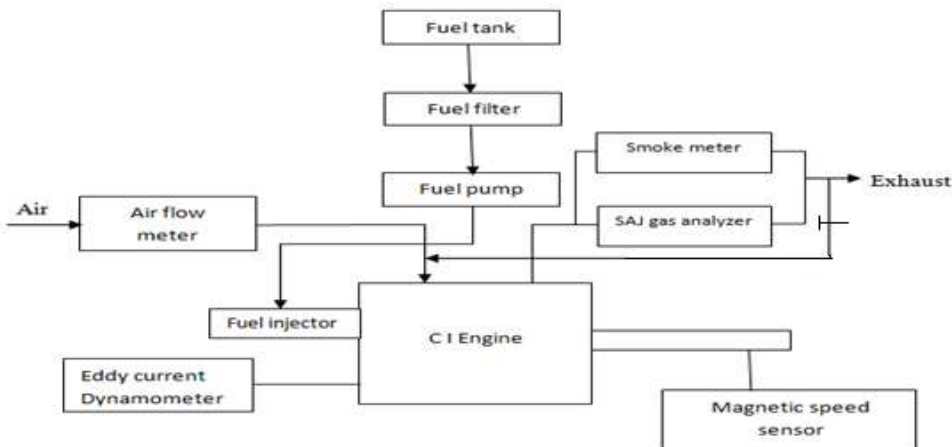 Fuel tank
Fuel filter
Smoke meter
Fuel pump
Exhaust
Air
Air flow
meter
SAJ gas analyzer
Fuel injector
C I Engine
Eddy current
Dynamometer
Magnetic speed
sensor